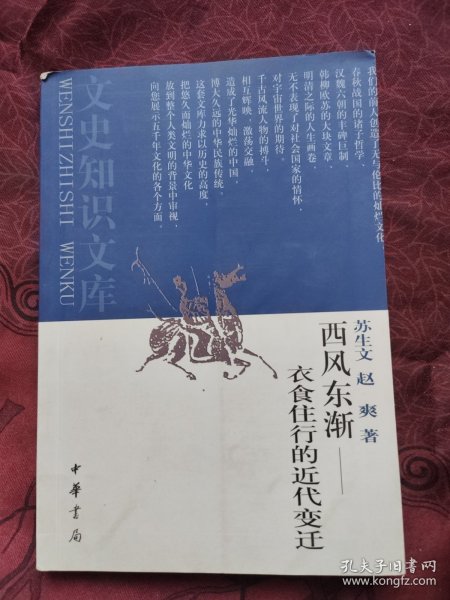 我们的前人创造了无与伦比的灿烂文化
春秋战国的诸子哲学，
汉魏六朝的丰碑巨制，
韩柳欧苏的大块文章，
明清之际的人生画卷，
无不表现了对社会国家的情怀，
对宇宙世界的期待。
千古风流人物的搏斗，
相互辉映、激荡交融，
造成了光华灿烂的中国，
博大久远的中华民族传统。
这套文库力求以历史的高度，
把悠久而灿烂的中华文化
放到整个人类文明的背景中审视，
向您展示五千年文化的各个方面。
文史知识文库
WENSHI ZHISHI WENKU
苏生文 赵爽 著
西风东渐——
衣食住行的近代变迁
中華書局
孔夫子旧书网
www.kongfz.com